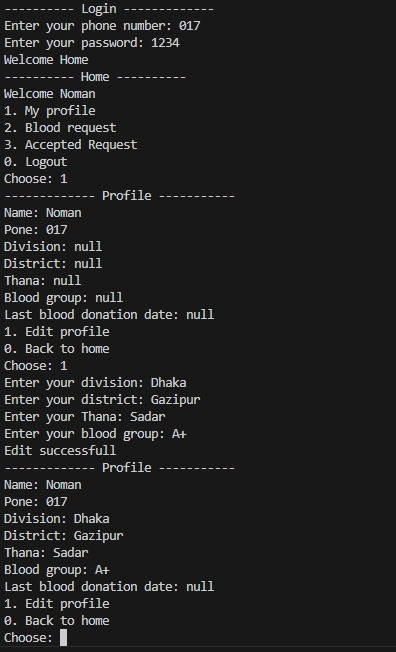 ---------- Login -------------
Enter your phone number: 017
Enter your password: 1234
Welcome Home
---------- Home ----------
Welcome Noman
1. My profile
2. Blood request
3. Accepted Request
0. Logout
Choose: 1
------------- Profile -----------
Name: Noman
Pone: 017
Division: null
District: null
Thana: null
Blood group: null
Last blood donation date: null
1. Edit profile
0. Back to home
Choose: 1
Enter your division: Dhaka
Enter your district: Gazipur
Enter your Thana: Sadar
Enter your blood group: A+
Edit successfull
------------- Profile -----------
Name: Noman
Pone: 017
Division: Dhaka
District: Gazipur
Thana: Sadar
Blood group: A+
Last blood donation date: null
1. Edit profile
0. Back to home
Choose: